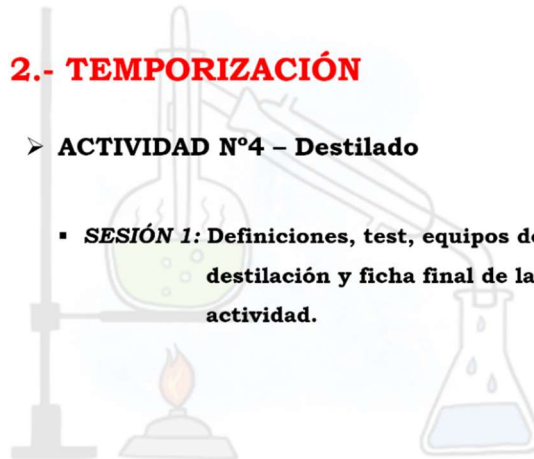 2.- TEMPORIZACIÓN
➢ ACTIVIDAD Nº4 – Destilado
▪ SESIÓN 1: Definiciones, test, equipos de
destilación y ficha final de la
actividad.